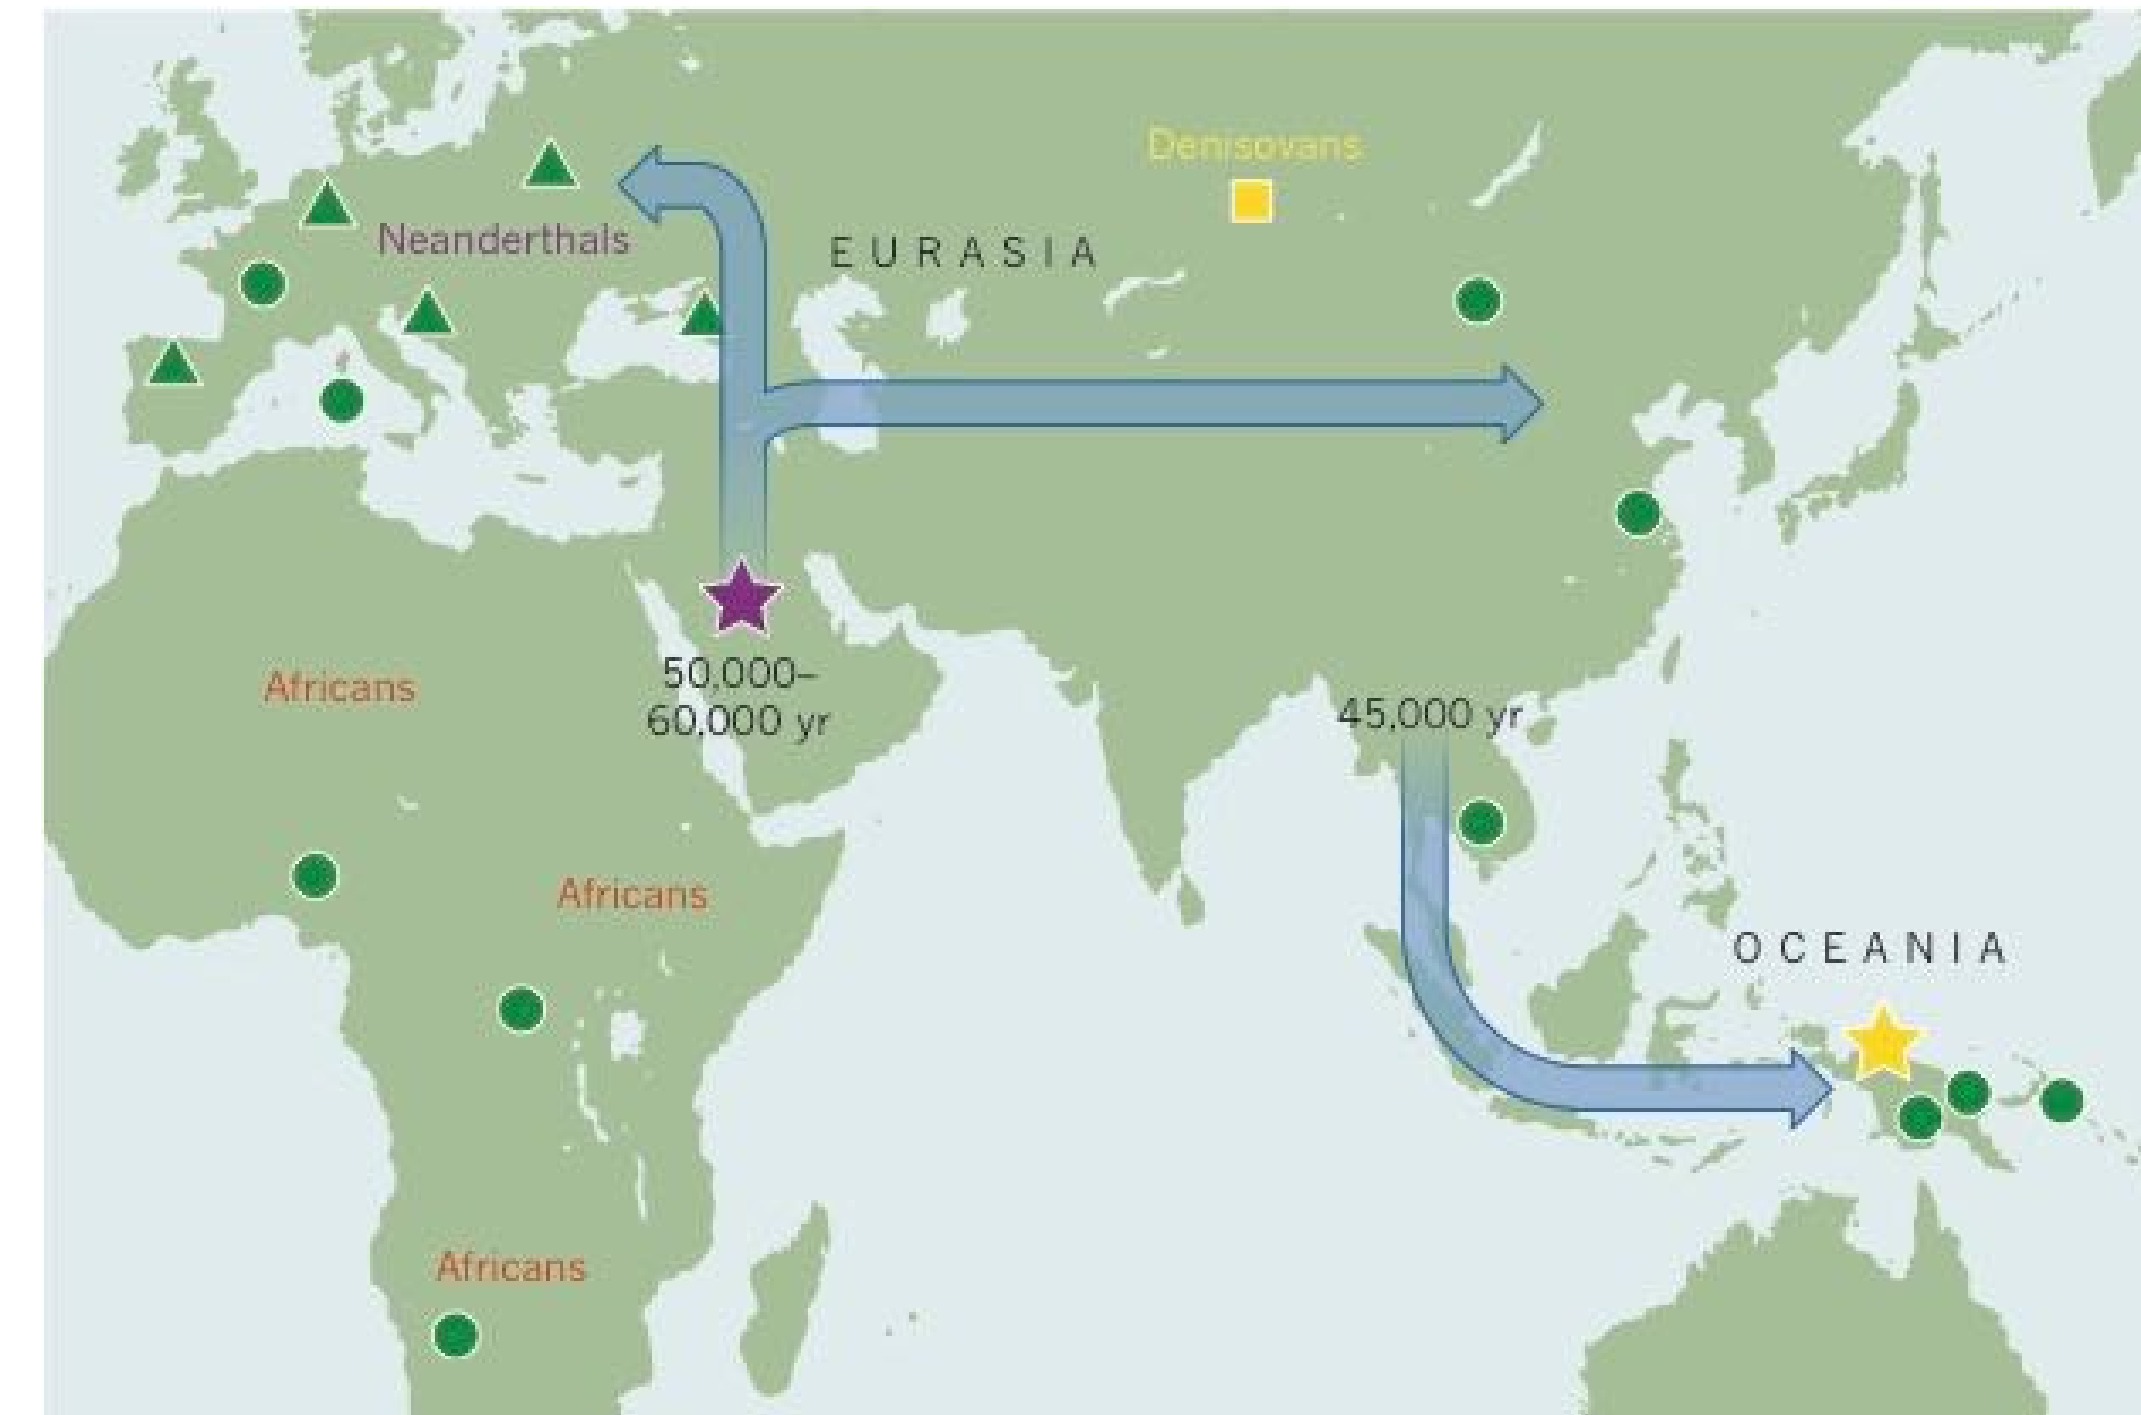 Denisovans
Neanderthals
EURASIA
Africans
50,000–
60,000 yr
45,000 yr
Africans
OCEANIA
Africans